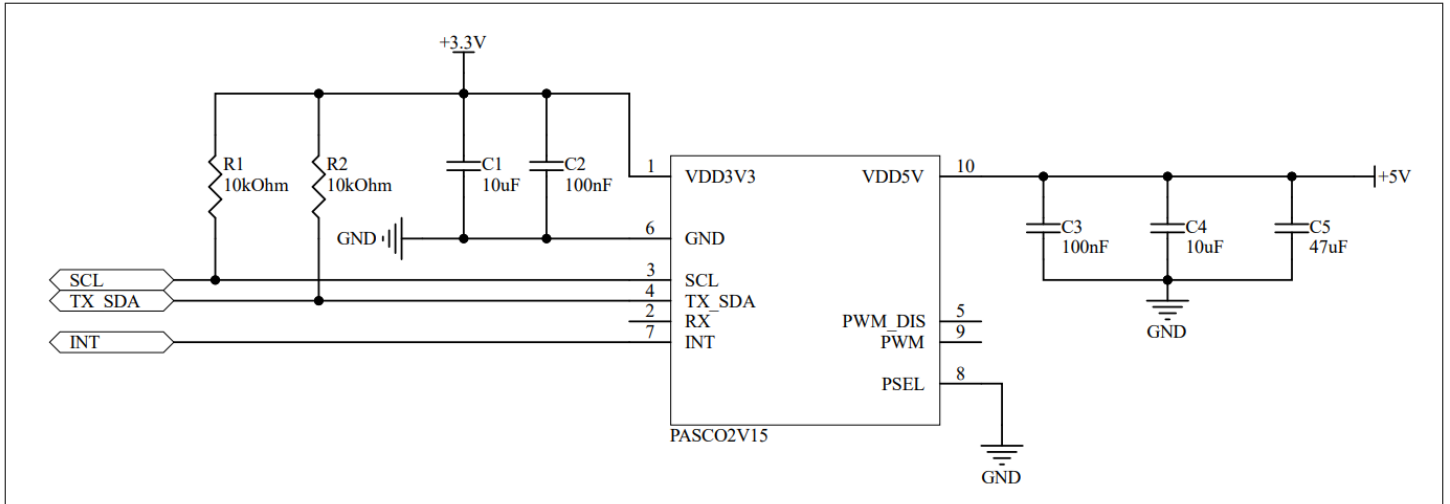 +3.3V
R1
10kOhm
R2
10kOhm
C1
10uF
C2
100nF
1
VDD3V3
VDD5V
10
+5V
GND
6
GND
C3
100nF
C4
10uF
C5
47uF
SCL
3
SCL
TX_SDA
4
TX_SDA
2
RX
PWM_DIS
5
INT
7
INT
PWM
9
GND
PSEL
8
PASCO2V15
GND